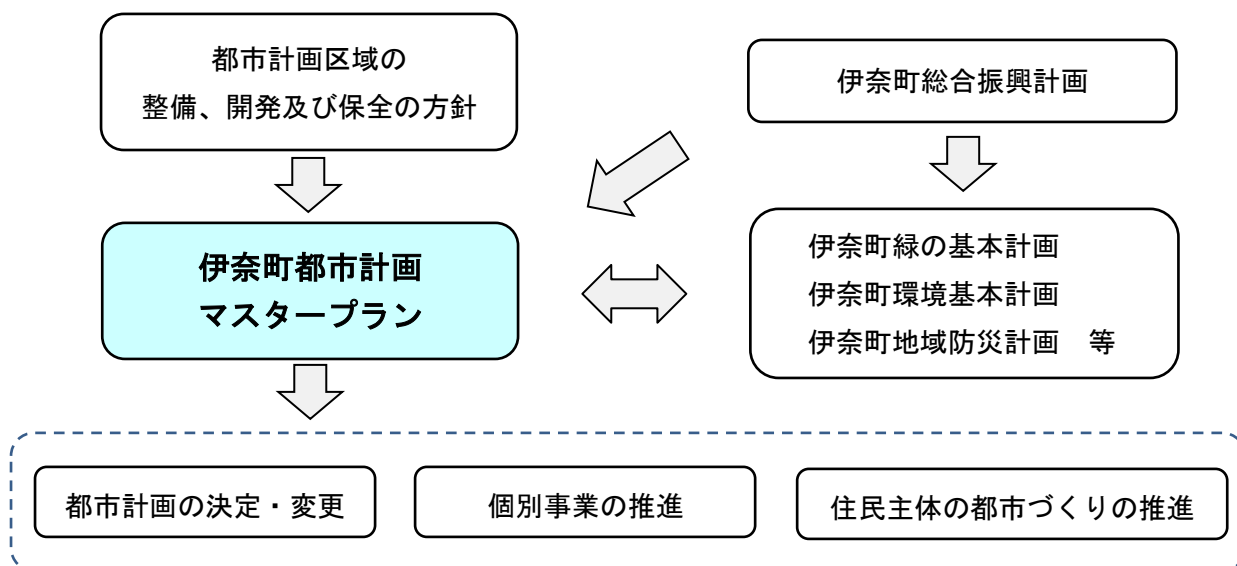 都市計画区域の
整備、開発及び保全の方針
伊奈町総合振興計画
伊奈町都市計画
マスタープラン
伊奈町緑の基本計画
伊奈町環境基本計画
伊奈町地域防災計画　等
都市計画の決定・変更
個別事業の推進
住民主体の都市づくりの推進